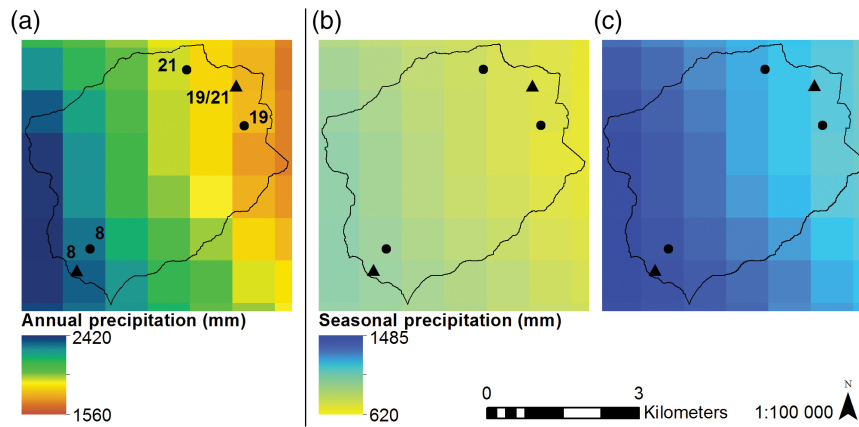 (a)
(b)
(c)
21
19/21
19
8
8
Annual precipitation (mm)
2420
1560
Seasonal precipitation (mm)
1485
620
0 3
Kilometers
1:100 000
N